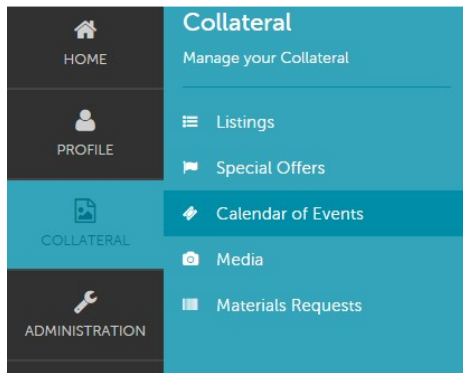 HOME
PROFILE
COLLATERAL
ADMINISTRATION
Collateral
Manage your Collateral
Listings
Special Offers
Calendar of Events
Media
Materials Requests